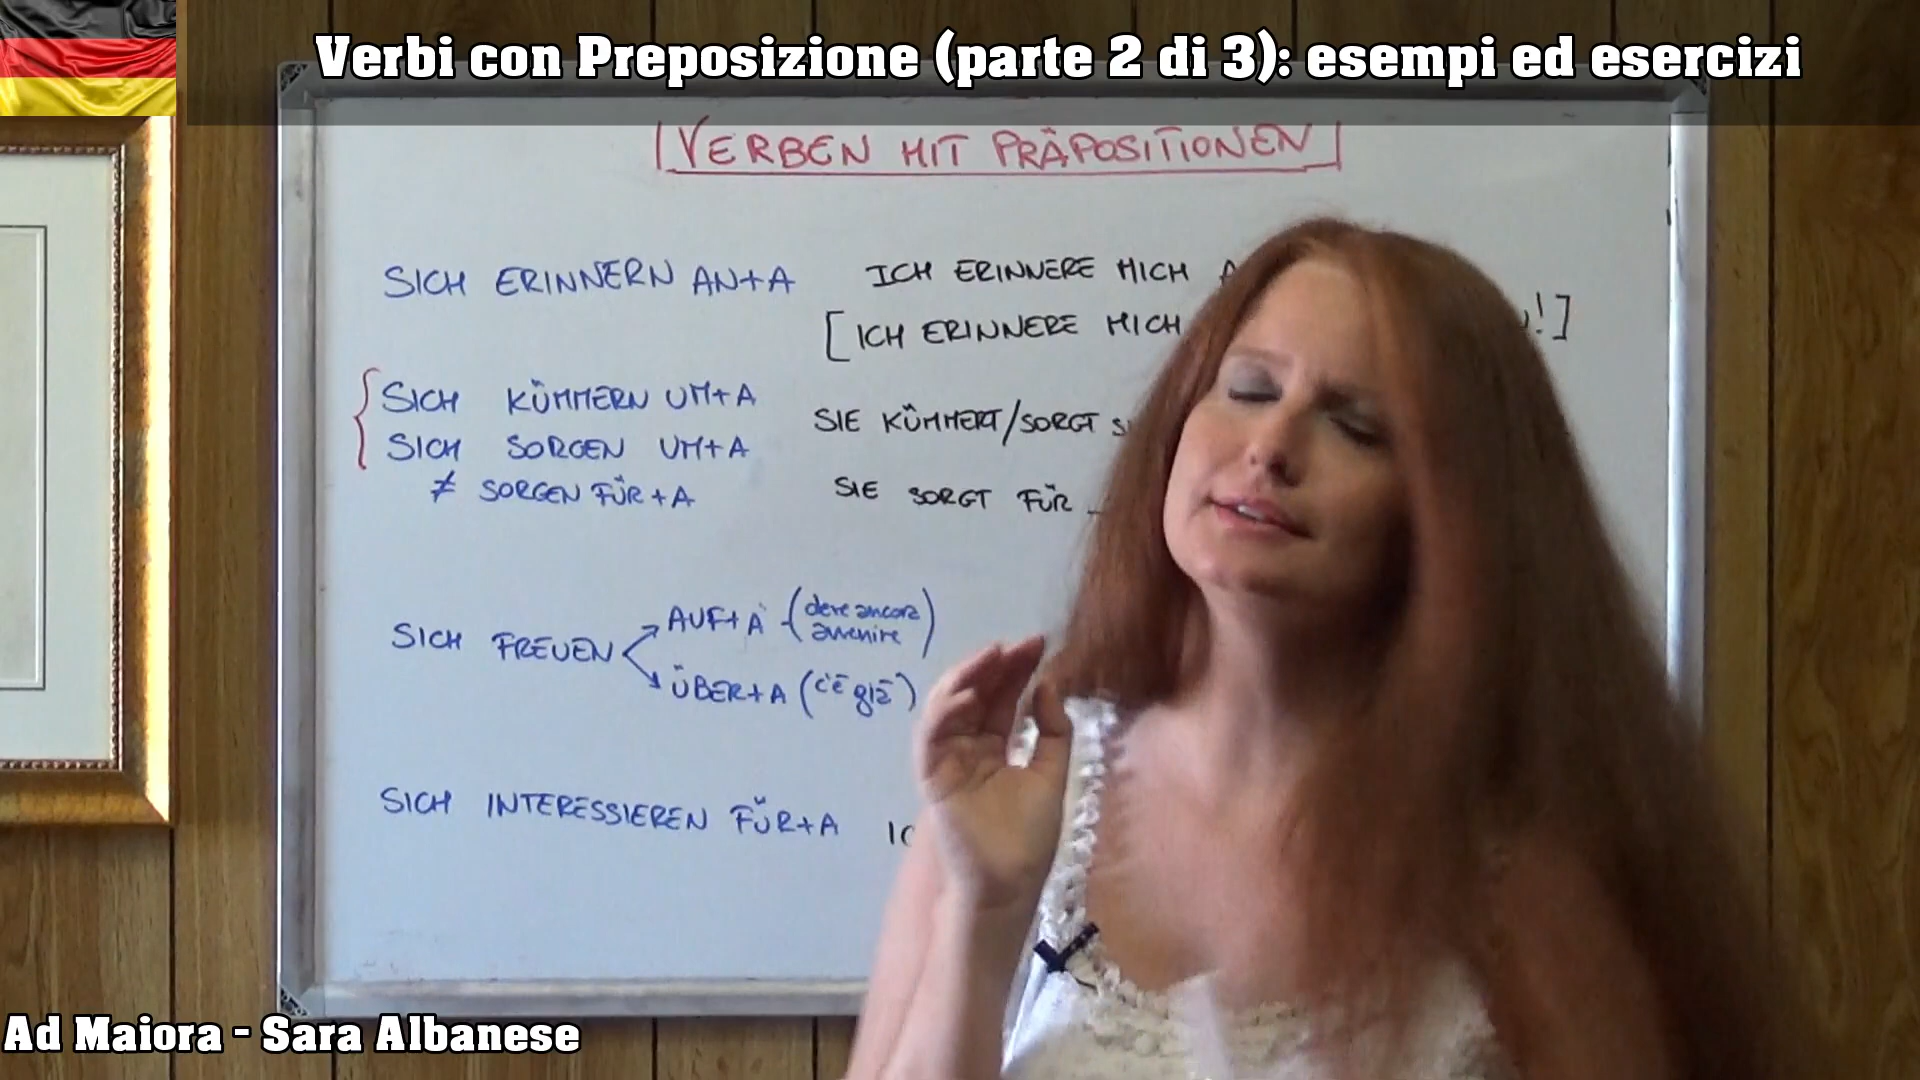 Verbi con Preposizione (parte 2 di 3): esempi ed esercizi
VERBEN MIT PRÄPOSITIONEN
SICH ERINNERN AN+A
ICH ERINNERE MICH
[ICH ERINNERE MICH !]
SICH KÜMMERN UM+A
SIE KÜMMERT/SORGT
SICH SORGEN UM+A
≠ SORGEN FÜR+A
SIE SORGT FÜR
SICH FREUEN
AUF+A (deve ancora
avvenire)
ÜBER+A (c'è già)
SICH INTERESSIEREN FÜR+A
Ad Maiora - Sara Albanese